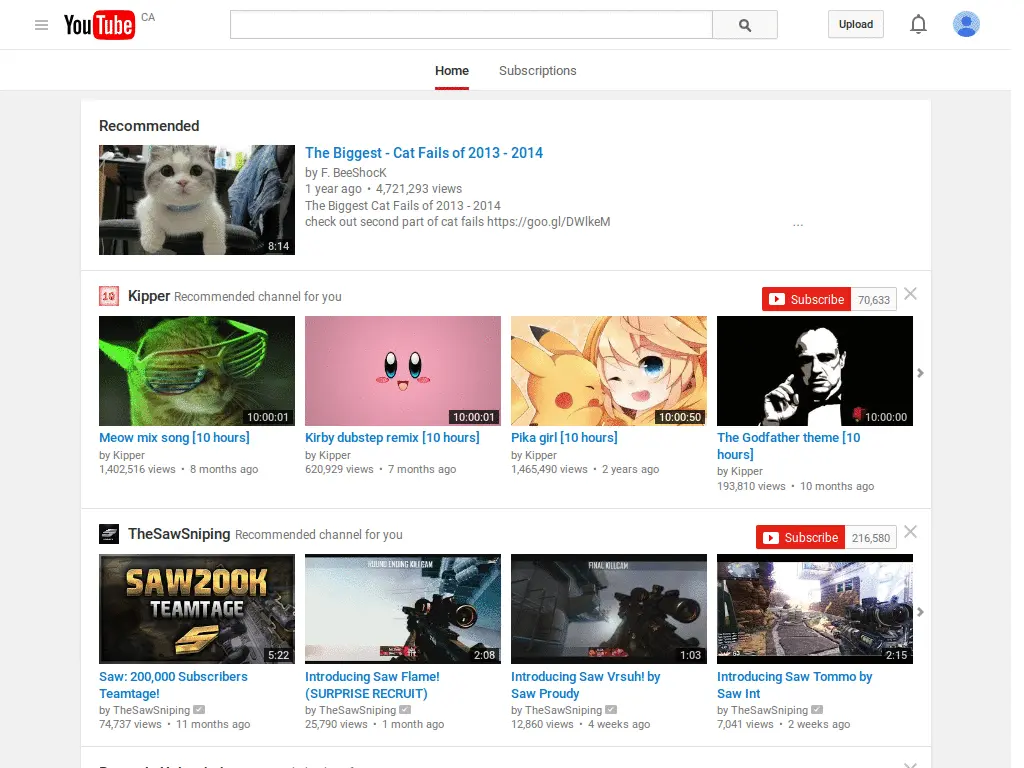 YouTube CA
Upload
Home Subscriptions
Recommended
The Biggest - Cat Fails of 2013 - 2014
by F. BeeShocK
1 year ago • 4,721,293 views
The Biggest Cat Fails of 2013 - 2014
check out second part of cat fails https://goo.gl/DWlkeM ...
8:14
Kipper Recommended channel for you
Subscribe 70,633
10:00:01
10:00:01
10:00:50
10:00:00
Meow mix song [10 hours]
by Kipper
1,402,516 views • 8 months ago
Kirby dubstep remix [10 hours]
by Kipper
620,929 views • 7 months ago
Pika girl [10 hours]
by Kipper
1,465,490 views • 2 years ago
The Godfather theme [10
hours]
by Kipper
193,810 views • 10 months ago
TheSawSniping Recommended channel for you
Subscribe 216,580
SAW200K
TEAMTAGE
5:22
ROUND ENDING KILLCAM
2:08
FINAL KILLCAM
1:03
2:15
Saw: 200,000 Subscribers
Teamtage!
by TheSawSniping
74,737 views • 11 months ago
Introducing Saw Flame!
(SURPRISE RECRUIT)
by TheSawSniping
25,790 views • 1 month ago
Introducing Saw Vrsuh! by
Saw Proudy
by TheSawSniping
12,860 views • 4 weeks ago
Introducing Saw Tommo by
Saw Int
by TheSawSniping
7,041 views • 2 weeks ago